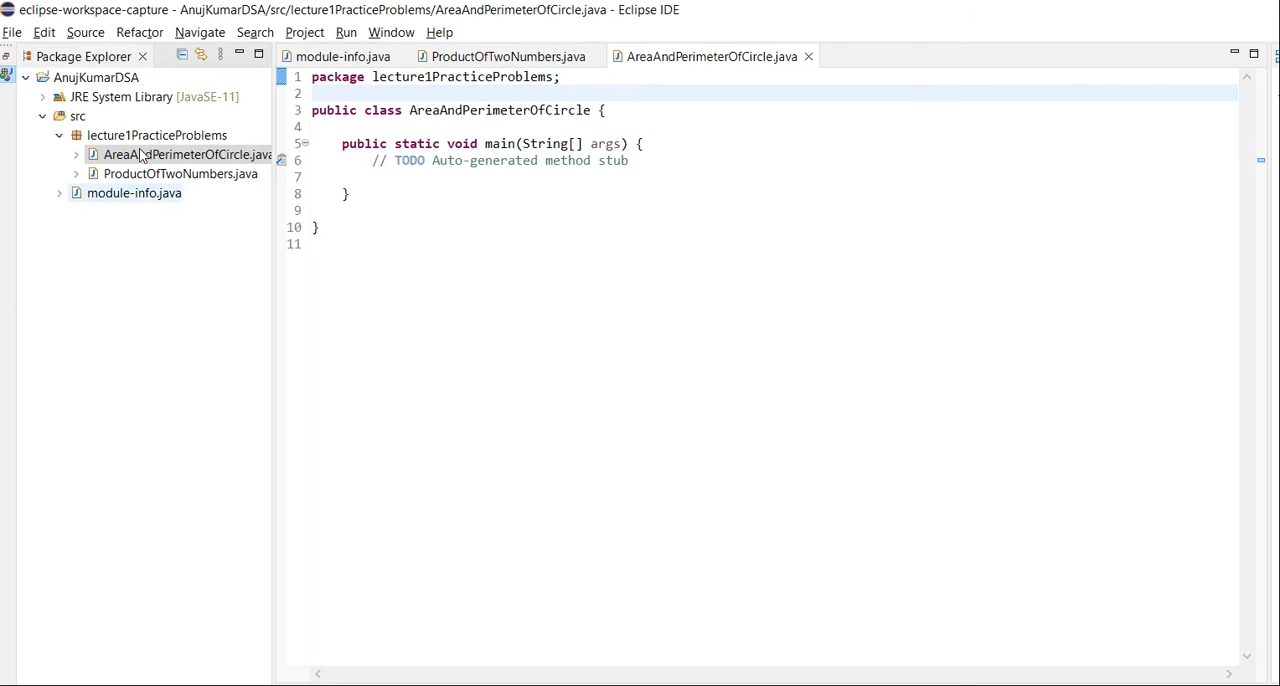 eclipse-workspace-capture - AnujKumarDSA/src/lecture1PracticeProblems/AreaAndPerimeterOfCircle.java - Eclipse IDE
File Edit Source Refactor Navigate Search Project Run Window Help
Package Explorer
AnujKumarDSA
JRE System Library [JavaSE-11]
src
lecture1PracticeProblems
AreaAndPerimeterOfCircle.java
ProductOfTwoNumbers.java
module-info.java
module-info.java ProductOfTwoNumbers.java AreaAndPerimeterOfCircle.java
1 package lecture1PracticeProblems;
2
3 public class AreaAndPerimeterOfCircle {
4
5 public static void main(String[] args) {
6 // TODO Auto-generated method stub
7
8 }
9
10 }
11